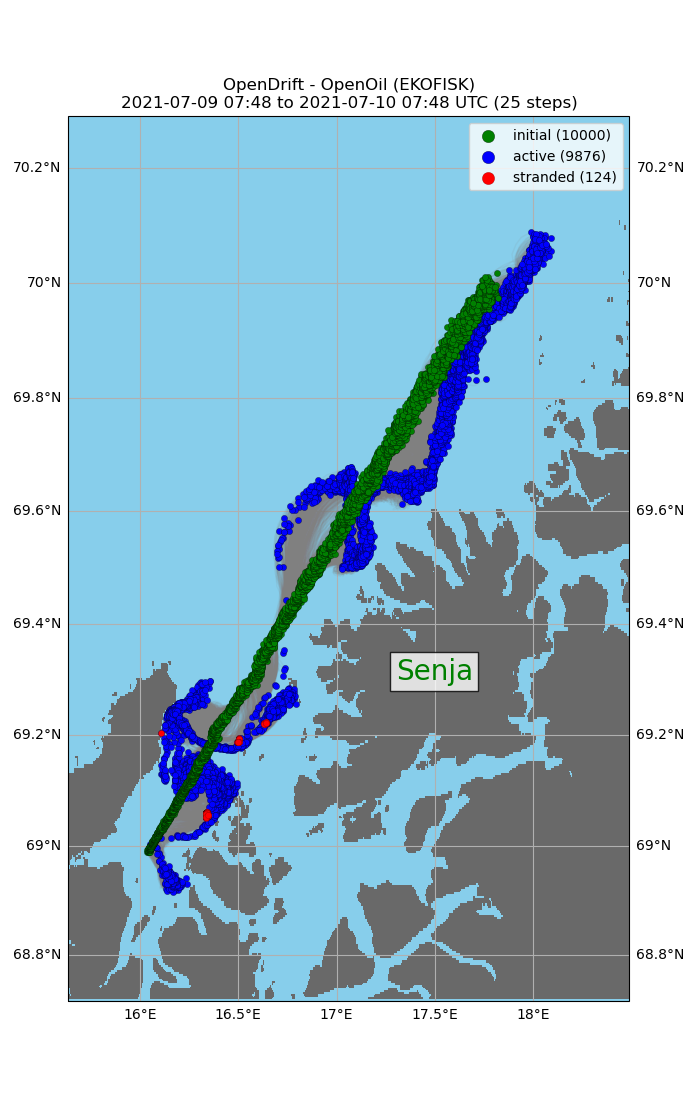 OpenDrift - OpenOil (EKOFISK)
2021-07-09 07:48 to 2021-07-10 07:48 UTC (25 steps)
initial (10000)
active (9876)
stranded (124)
70.2°N 70.2°N
70°N 70°N
69.8°N 69.8°N
69.6°N 69.6°N
69.4°N 69.4°N
Senja
69.2°N 69.2°N
69°N 69°N
68.8°N 68.8°N
16°E 16.5°E 17°E 17.5°E 18°E